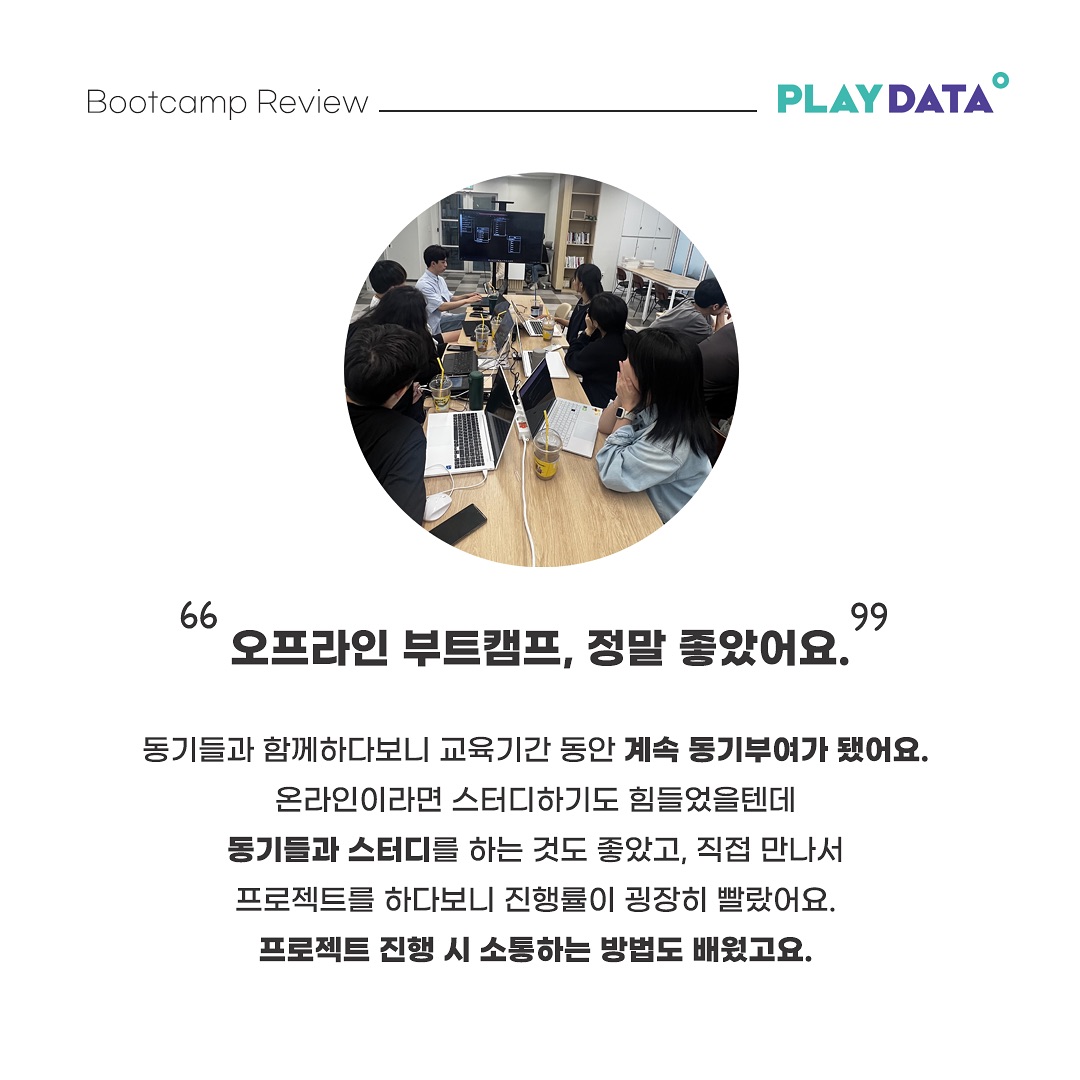 Bootcamp Review
PLAYDATA
“오프라인 부트캠프, 정말 좋았어요.”
동기들과 함께하다보니 교육기간 동안 계속 동기부여가 됐어요.
온라인이라면 스터디하기도 힘들었을텐데
동기들과 스터디를 하는 것도 좋았고, 직접 만나서
프로젝트를 하다보니 진행률이 굉장히 빨랐어요.
프로젝트 진행 시 소통하는 방법도 배웠고요.